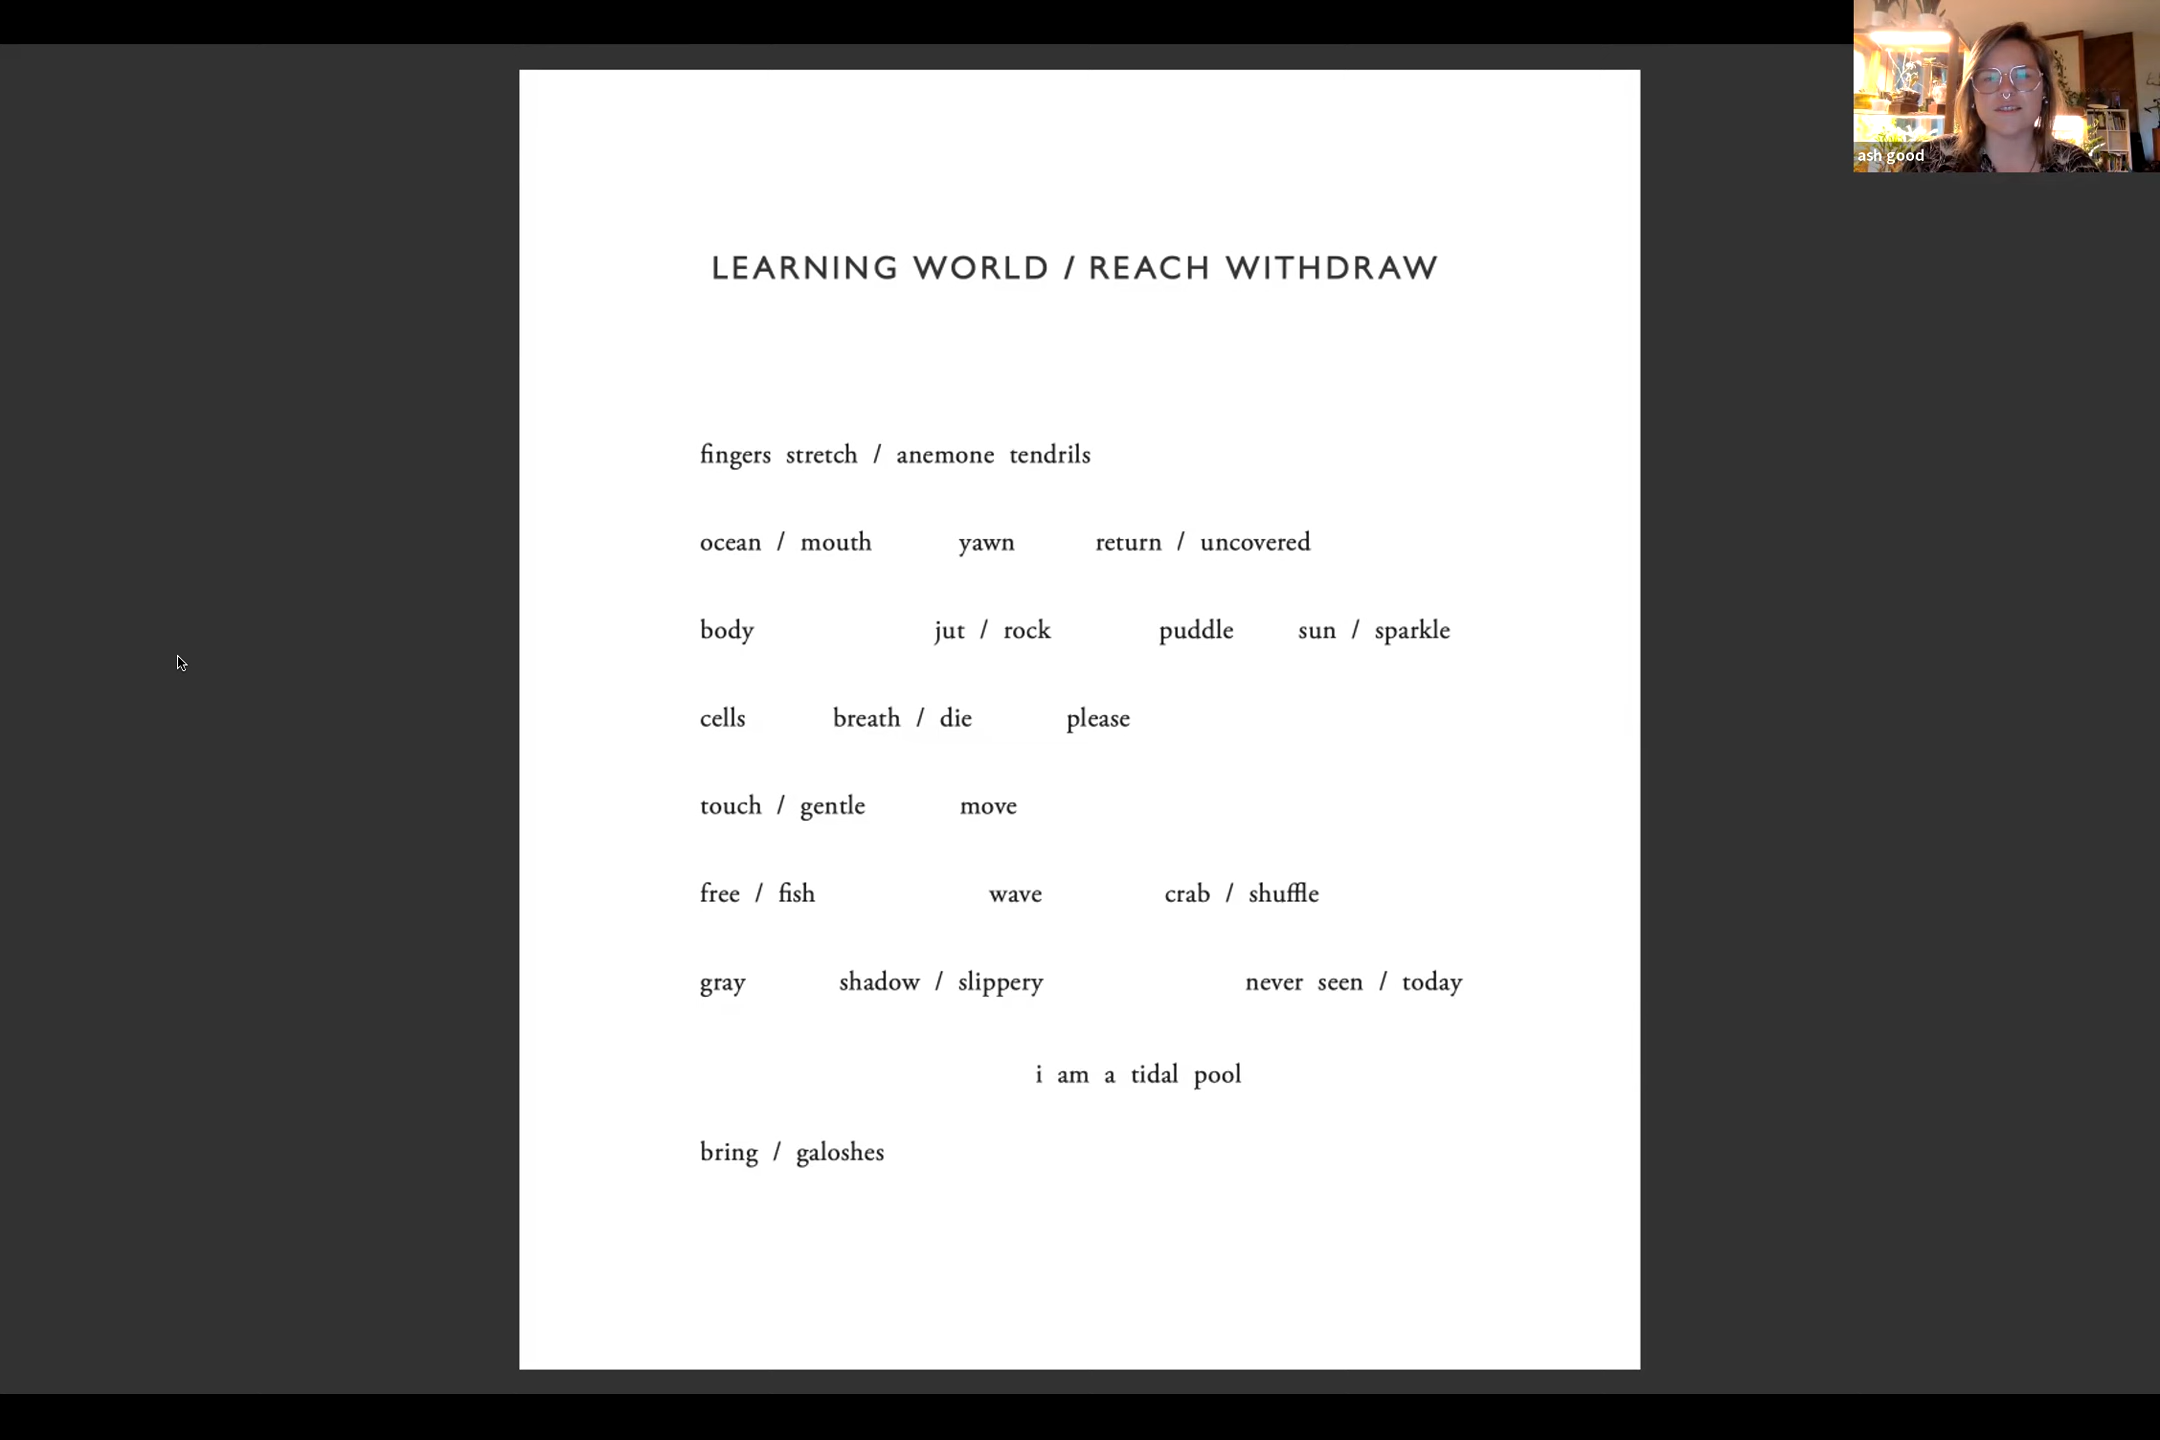 ash good
LEARNING WORLD / REACH WITHDRAW
fingers stretch / anemone tendrils
ocean / mouth yawn return / uncovered
body jut / rock puddle sun / sparkle
cells breath / die please
touch / gentle move
free / fish wave crab / shuffle
gray shadow / slippery never seen / today
i am a tidal pool
bring / galoshes